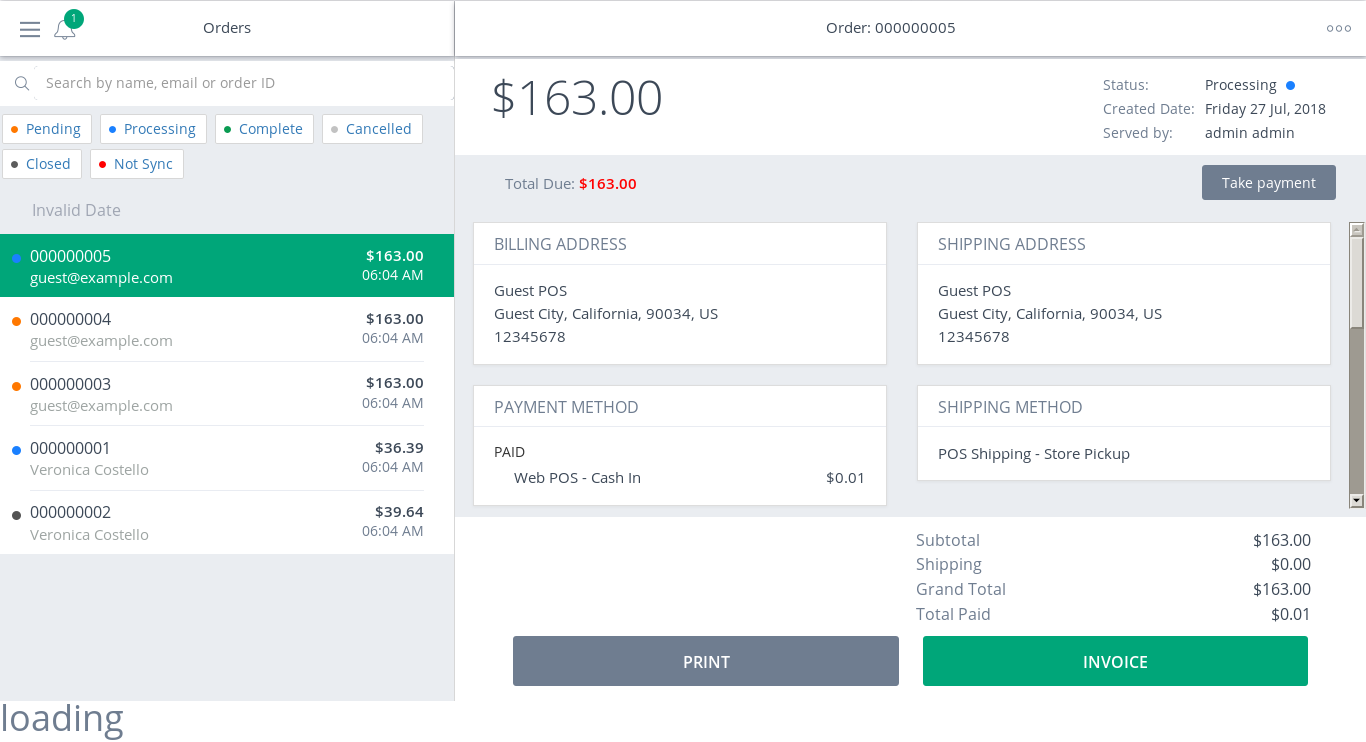 1
Orders
Search by name, email or order ID
Pending
Processing
Complete
Cancelled
Closed
Not Sync
Invalid Date
000000005 $163.00
guest@example.com 06:04 AM
000000004 $163.00
guest@example.com 06:04 AM
000000003 $163.00
guest@example.com 06:04 AM
000000001 $36.39
Veronica Costello 06:04 AM
000000002 $39.64
Veronica Costello 06:04 AM
Order: 000000005
$163.00
Status: Processing
Created Date: Friday 27 Jul, 2018
Served by: admin admin
Total Due: $163.00
Take payment
BILLING ADDRESS
Guest POS
Guest City, California, 90034, US
12345678
SHIPPING ADDRESS
Guest POS
Guest City, California, 90034, US
12345678
PAYMENT METHOD
PAID
Web POS - Cash In $0.01
SHIPPING METHOD
POS Shipping - Store Pickup
Subtotal $163.00
Shipping $0.00
Grand Total $163.00
Total Paid $0.01
PRINT
INVOICE
loading